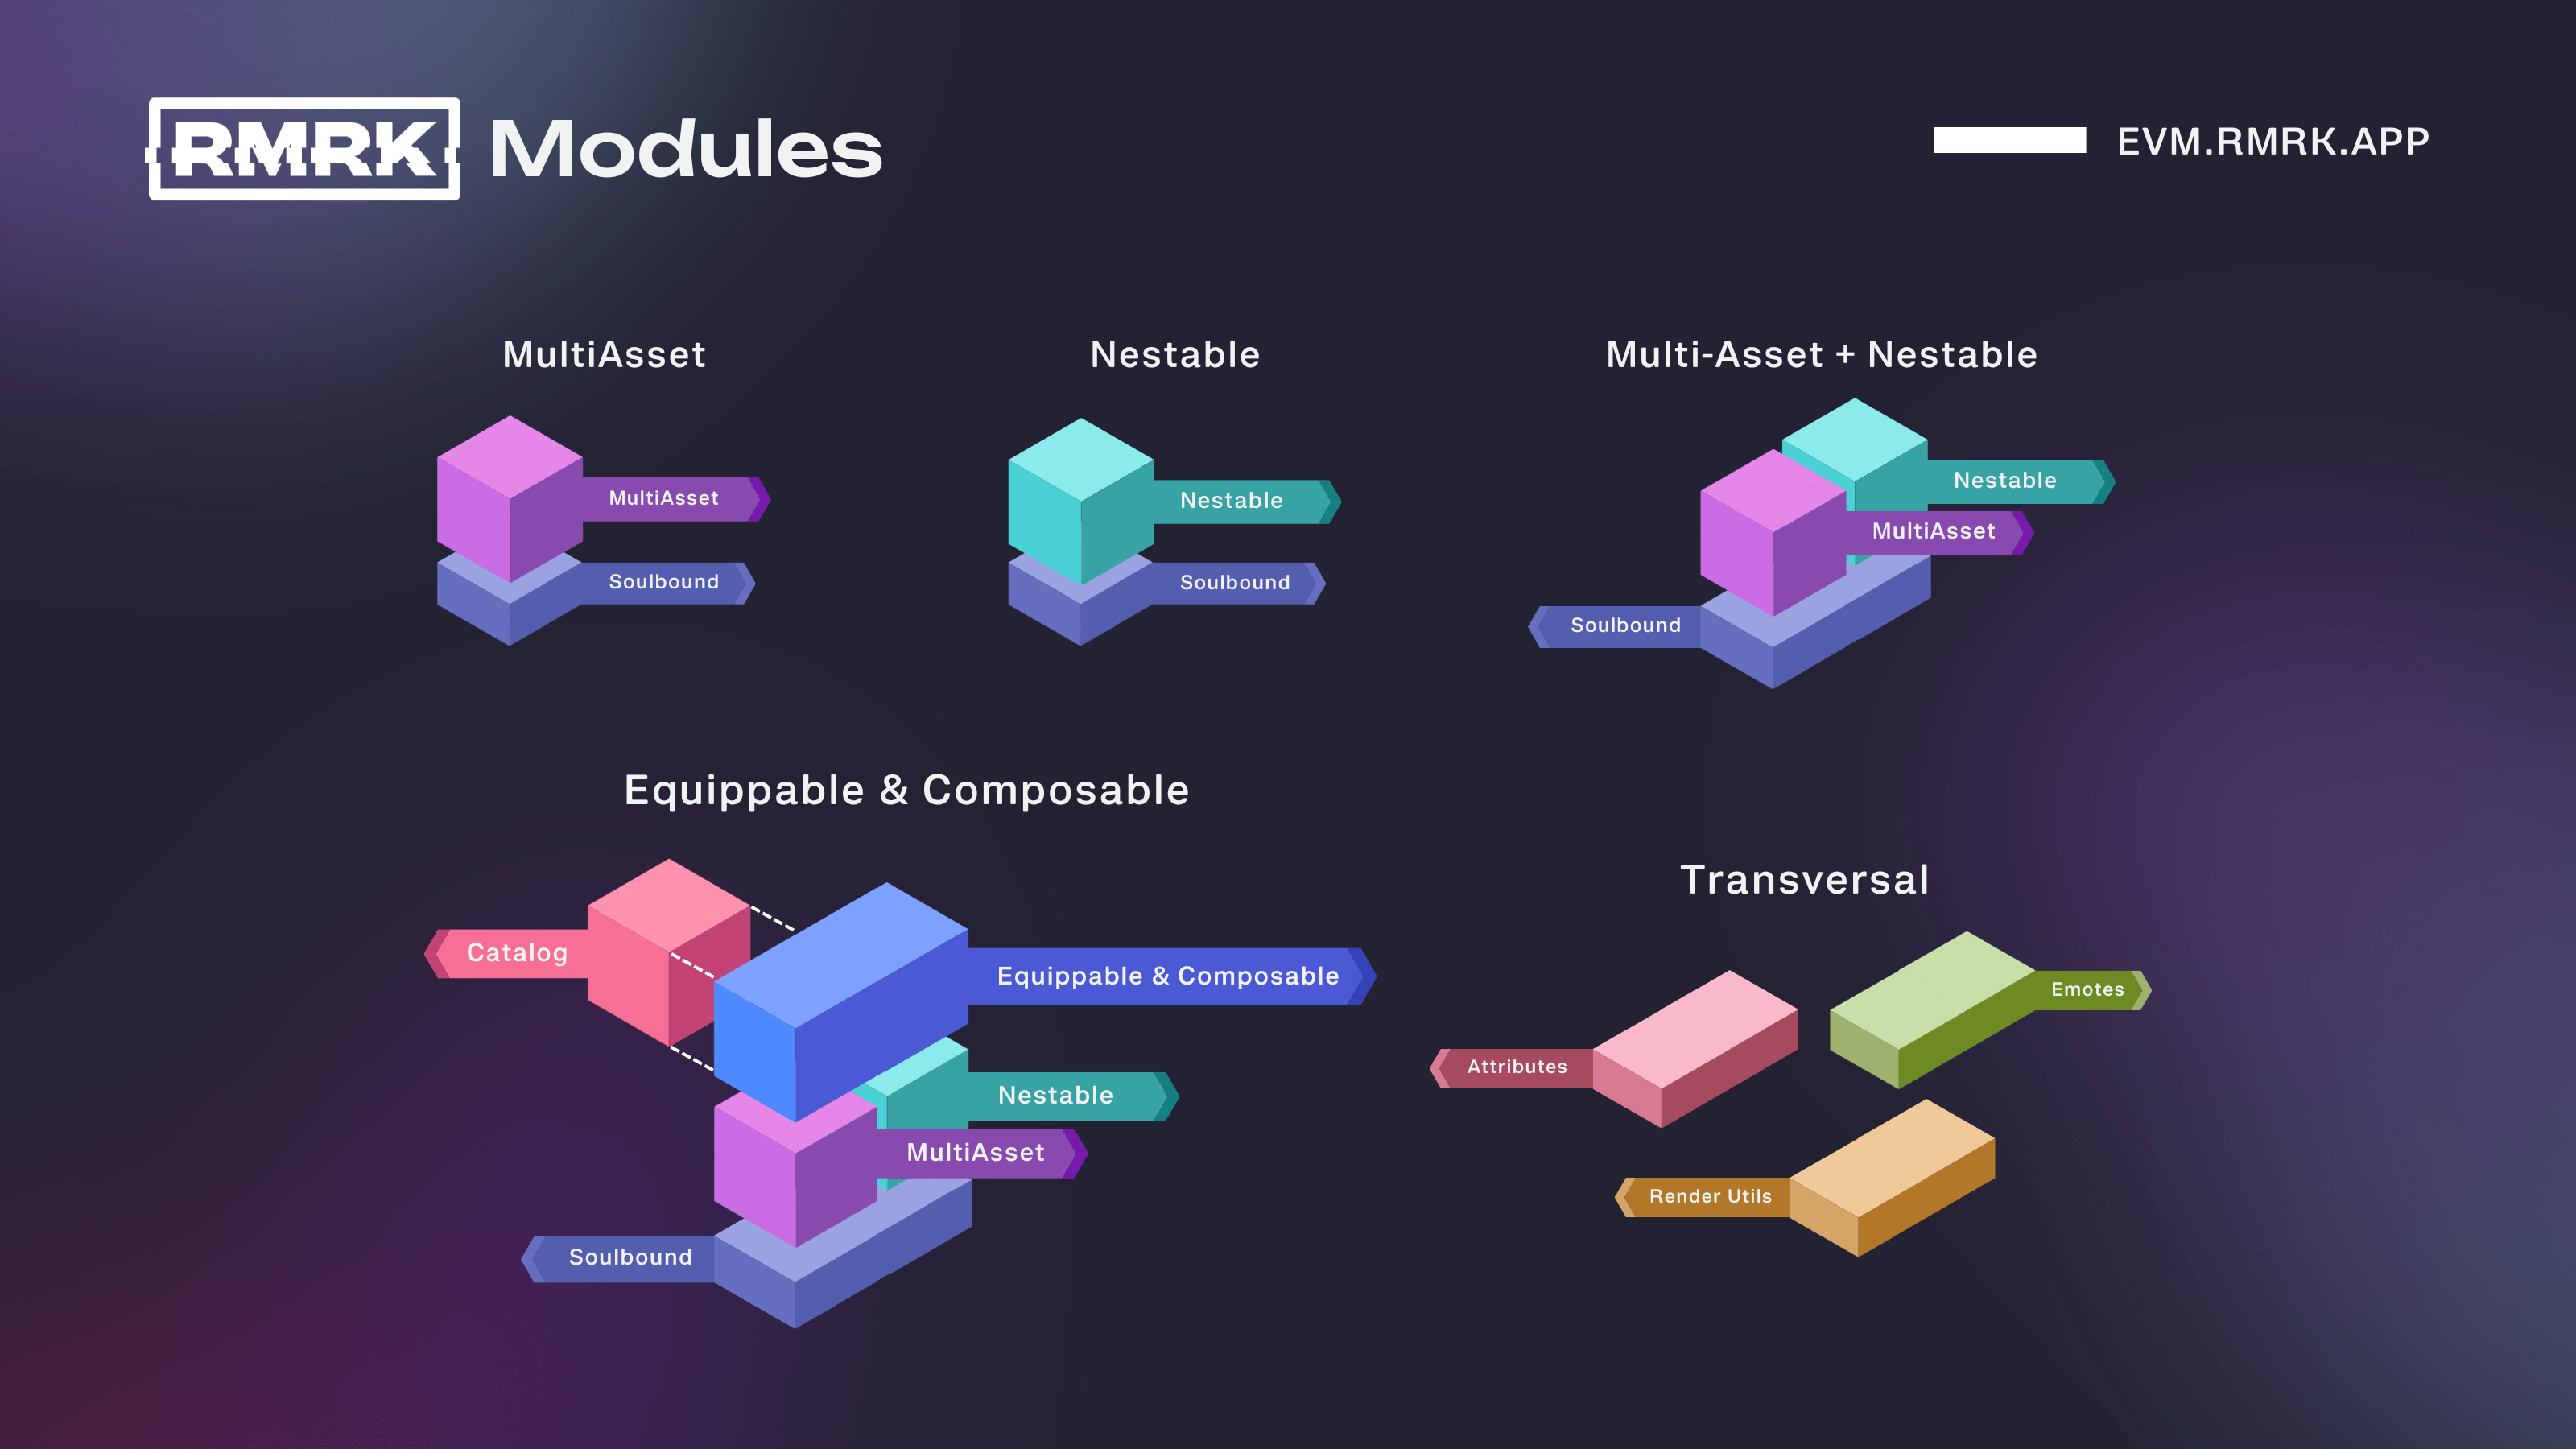 RMRK Modules
EVM.RMRK.APP
MultiAsset
MultiAsset
Soulbound
Nestable
Nestable
Soulbound
Multi-Asset + Nestable
Nestable
MultiAsset
Soulbound
Equippable & Composable
Catalog
Equippable & Composable
Nestable
MultiAsset
Soulbound
Transversal
Emotes
Attributes
Render Utils